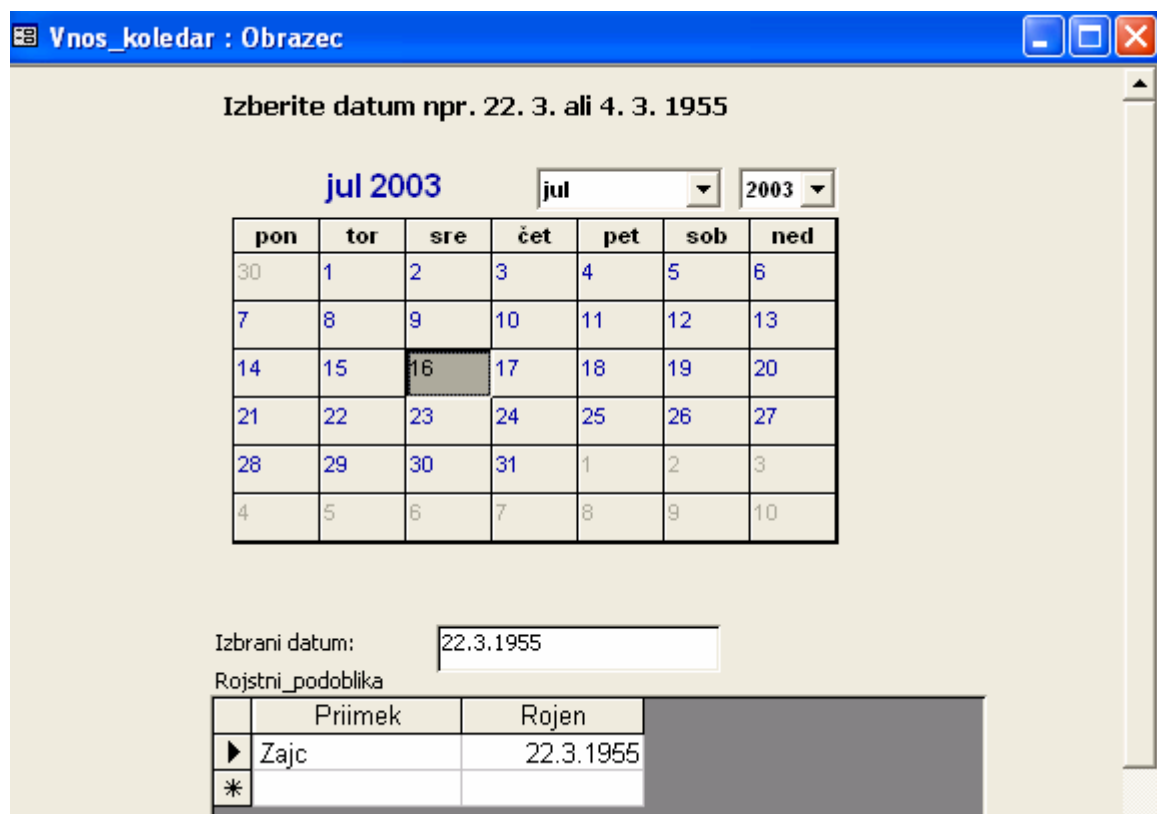 Vnos_koledar : Obrazec
Izberite datum npr. 22. 3. ali 4. 3. 1955
jul 2003 jul 2003
pon tor sre čet pet sob ned
30 1 2 3 4 5 6
7 8 9 10 11 12 13
14 15 16 17 18 19 20
21 22 23 24 25 26 27
28 29 30 31 1 2 3
4 5 6 7 8 9 10
Izbrani datum: 22.3.1955
Rojstni_podoblika
Priimek Rojen
Zajc 22.3.1955